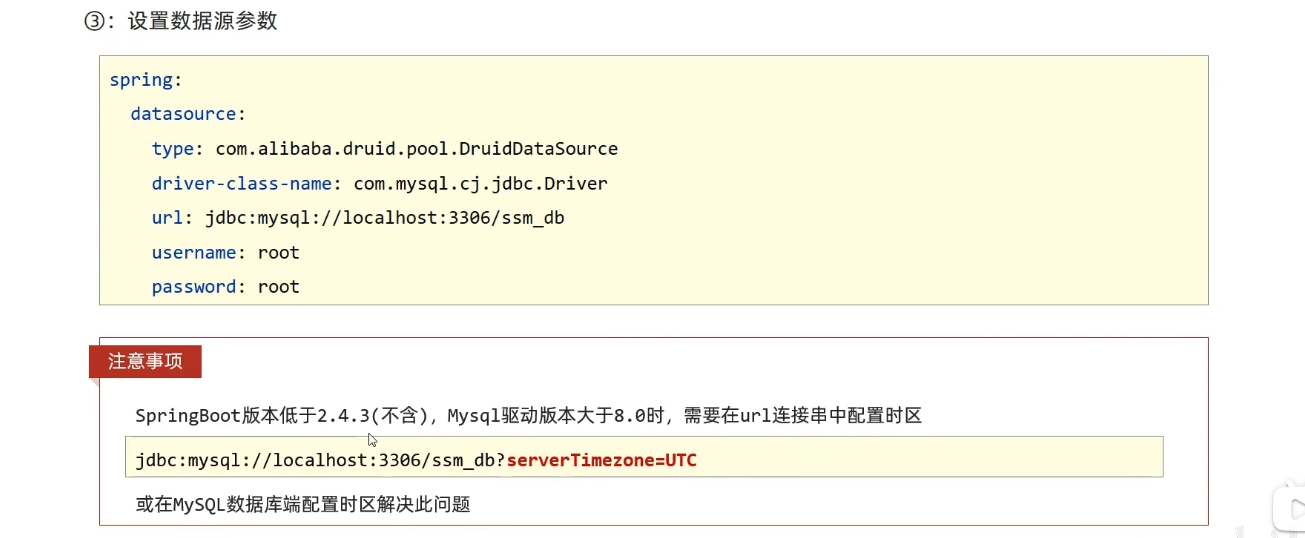 ③：设置数据源参数
spring:
datasource:
type: com.alibaba.druid.pool.DruidDataSource
driver-class-name: com.mysql.cj.jdbc.Driver
url: jdbc:mysql://localhost:3306/ssm_db
username: root
password: root
注意事项
SpringBoot版本低于2.4.3(不含)，Mysql驱动版本大于8.0时，需要在url连接串中配置时区
jdbc:mysql://localhost:3306/ssm_db?serverTimezone=UTC
或在MySQL数据库端配置时区解决此问题